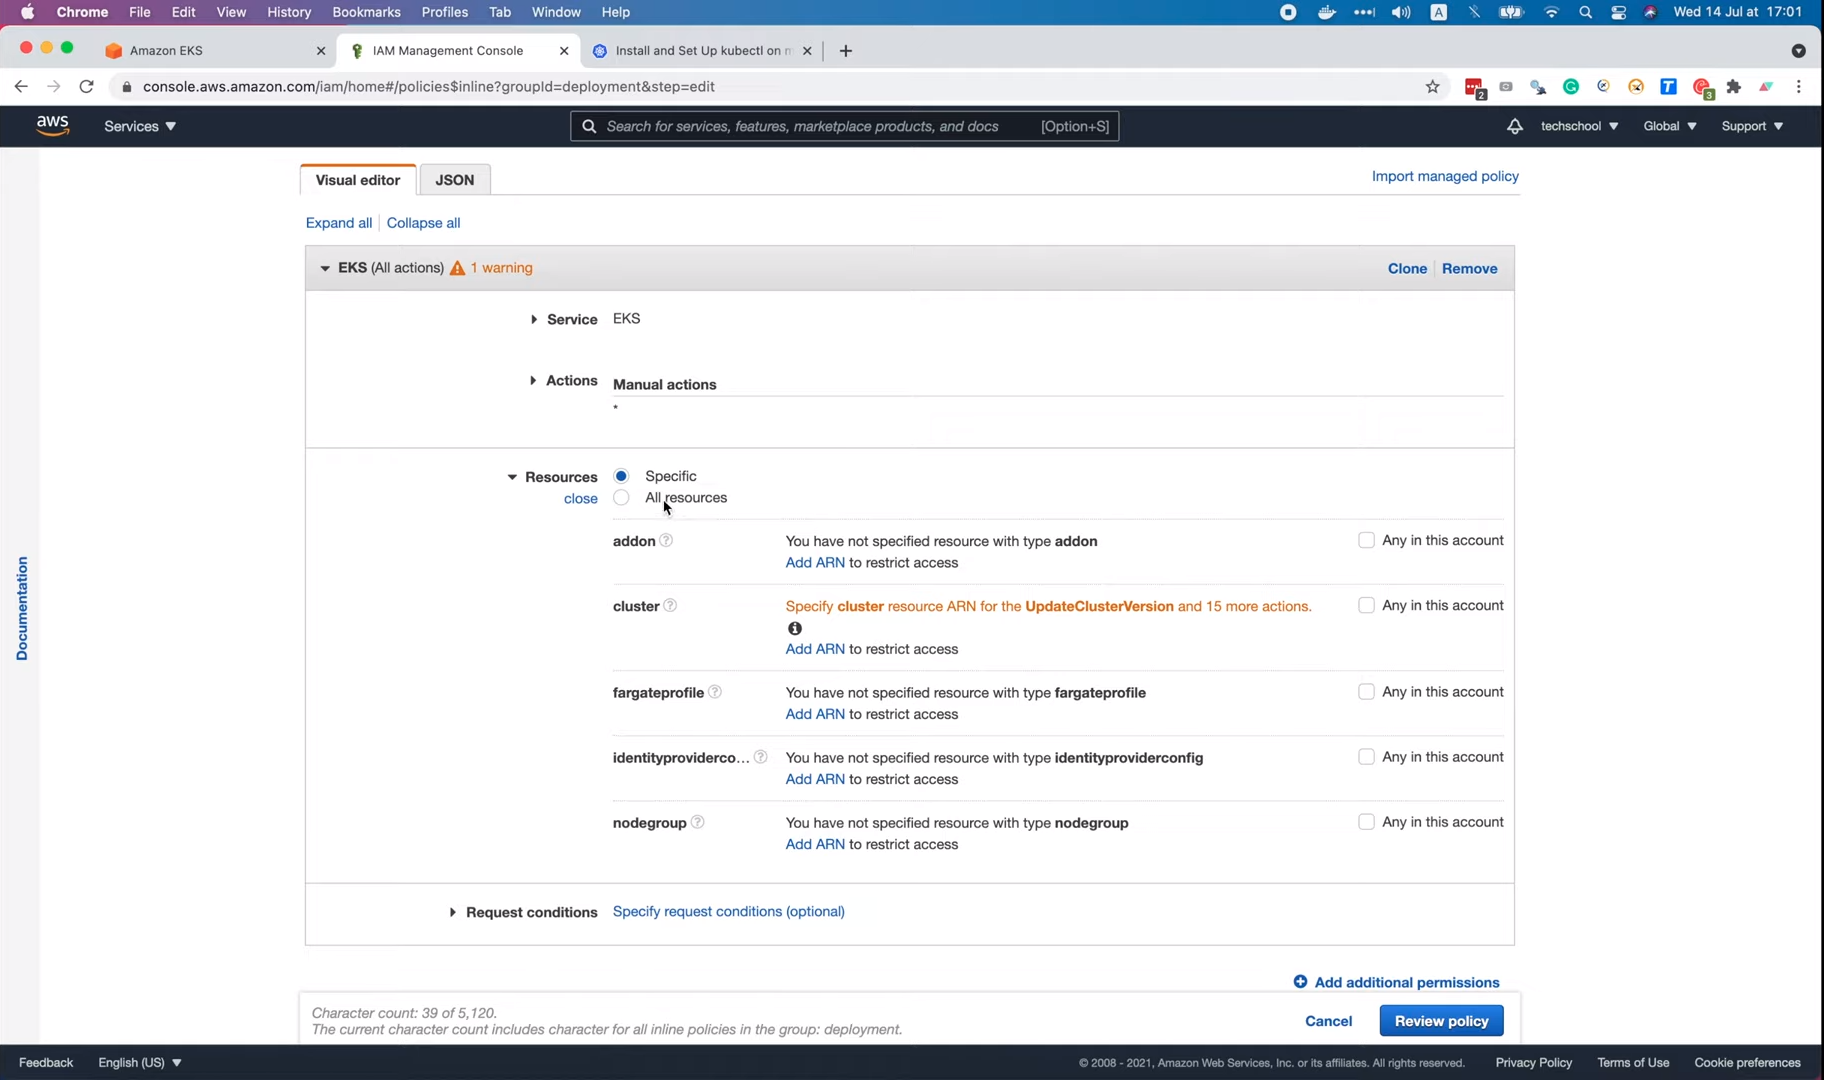 Chrome File Edit View History Bookmarks Profiles Tab Window Help A Wed 14 Jul at 17:01
Amazon EKS IAM Management Console Install and Set Up kubectl on m
console.aws.amazon.com/iam/home#/policies$inline?groupId=deployment&step=edit 2 T 3
aws Services Search for services, features, marketplace products, and docs [Option+S] techschool Global Support
Visual editor JSON Import managed policy
Expand all Collapse all
EKS (All actions) 1 warning Clone Remove
Service EKS
Actions Manual actions
*
Resources Specific
close All resources
addon ? You have not specified resource with type addon Any in this account
Add ARN to restrict access
cluster ? Specify cluster resource ARN for the UpdateClusterVersion and 15 more actions. Any in this account
Add ARN to restrict access
fargateprofile ? You have not specified resource with type fargateprofile Any in this account
Add ARN to restrict access
identityproviderco... ? You have not specified resource with type identityproviderconfig Any in this account
Add ARN to restrict access
nodegroup ? You have not specified resource with type nodegroup Any in this account
Add ARN to restrict access
Request conditions Specify request conditions (optional)
Documentation
Add additional permissions
Character count: 39 of 5,120.
The current character count includes character for all inline policies in the group: deployment.
Cancel Review policy
Feedback English (US) © 2008 - 2021, Amazon Web Services, Inc. or its affiliates. All rights reserved. Privacy Policy Terms of Use Cookie preferences